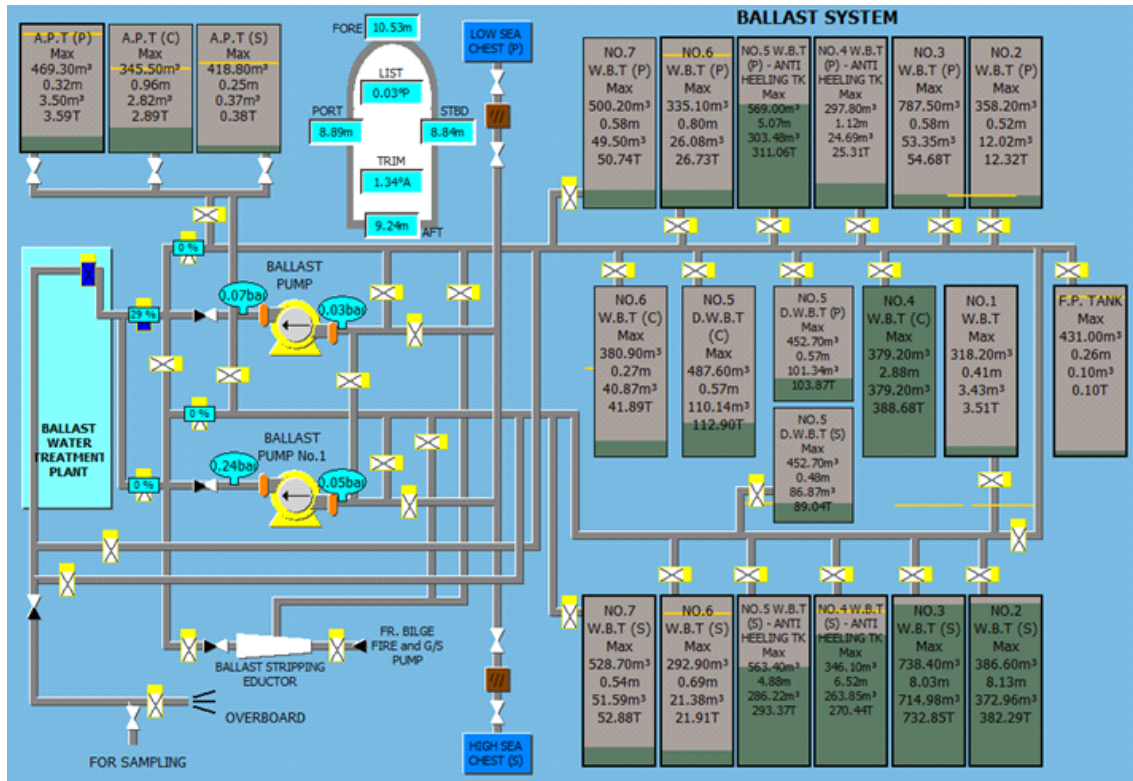 BALLAST SYSTEM
A.P.T (P)
Max
469.30m³
0.32m
3.50m³
3.59T
A.P.T (C)
Max
345.50m³
0.96m
2.82m³
2.89T
A.P.T (S)
Max
418.80m³
0.25m
0.37m³
0.38T
FORE
10.53m
LIST
0.03°P
PORT
8.89m
STBD
8.84m
TRIM
1.34°A
9.24m
AFT
LOW SEA
CHEST (P)
NO.7
W.B.T (P)
Max
500.20m³
0.58m
49.50m³
50.74T
NO.6
W.B.T (P)
Max
335.10m³
0.80m
26.08m³
26.73T
NO.5 W.B.T
(P) - ANTI
HEELING TK
Max
569.00m³
5.07m
303.48m³
311.06T
NO.4 W.B.T
(P) - ANTI
HEELING TK
Max
297.80m³
1.12m
24.69m³
25.31T
NO.3
W.B.T (P)
Max
787.50m³
0.58m
53.35m³
54.68T
NO.2
W.B.T (P)
Max
358.20m³
0.52m
12.02m³
12.32T
0 %
BALLAST
PUMP
0.07ba
0.03ba
29 %
BALLAST
WATER
TREATMENT
PLANT
0 %
BALLAST
PUMP No.1
0.24ba
0.05ba
0 %
NO.6
W.B.T (C)
Max
380.90m³
0.27m
40.87m³
41.89T
NO.5
D.W.B.T
(C)
Max
487.60m³
0.57m
110.14m³
112.90T
NO.5
D.W.B.T (P)
Max
452.70m³
0.57m
101.34m³
103.87T
NO.5
D.W.B.T (S)
Max
452.70m³
0.48m
86.87m³
89.04T
NO.4
W.B.T (C)
Max
379.20m³
2.88m
379.20m³
388.68T
NO.1
W.B.T
Max
318.20m³
0.41m
3.43m³
3.51T
F.P. TANK
Max
431.00m³
0.26m
0.10m³
0.10T
BALLAST STRIPPING
EDUCTOR
FR. BILGE
FIRE and G/S
PUMP
OVERBOARD
FOR SAMPLING
HIGH SEA
CHEST (S)
NO.7
W.B.T (S)
Max
528.70m³
0.54m
51.59m³
52.88T
NO.6
W.B.T (S)
Max
292.90m³
0.69m
21.38m³
21.91T
NO.5 W.B.T
(S) - ANTI
HEELING TK
Max
563.40m³
4.88m
286.22m³
293.37T
NO.4 W.B.T
(S) - ANTI
HEELING TK
Max
346.10m³
6.52m
263.85m³
270.44T
NO.3
W.B.T (S)
Max
738.40m³
8.03m
714.98m³
732.85T
NO.2
W.B.T (S)
Max
386.60m³
8.13m
372.96m³
382.29T